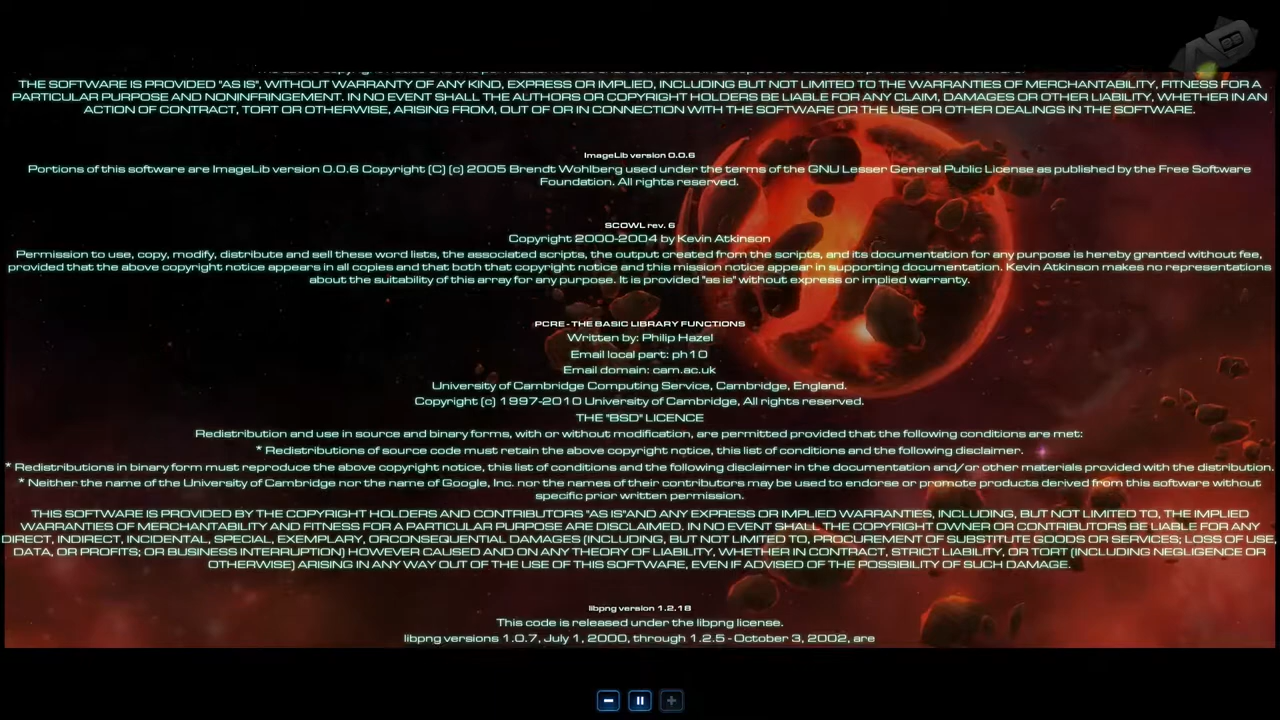 THE SOFTWARE IS PROVIDED "AS IS", WITHOUT WARRANTY OF ANY KIND, EXPRESS OR IMPLIED, INCLUDING BUT NOT LIMITED TO THE WARRANTIES OF MERCHANTABILITY, FITNESS FOR A
PARTICULAR PURPOSE AND NONINFRINGEMENT. IN NO EVENT SHALL THE AUTHORS OR COPYRIGHT HOLDERS BE LIABLE FOR ANY CLAIM, DAMAGES OR OTHER LIABILITY, WHETHER IN AN
ACTION OF CONTRACT, TORT OR OTHERWISE, ARISING FROM, OUT OF OR IN CONNECTION WITH THE SOFTWARE OR THE USE OR OTHER DEALINGS IN THE SOFTWARE.
ImageLib version 0.0.6
Portions of this software are ImageLib version 0.0.6 Copyright (C) (c) 2005 Brendt Wohlberg used under the terms of the GNU Lesser General Public License as published by the Free Software
Foundation. All rights reserved.
SCOWL rev. 6
Copyright 2000-2004 by Kevin Atkinson
Permission to use, copy, modify, distribute and sell these word lists, the associated scripts, the output created from the scripts, and its documentation for any purpose is hereby granted without fee,
provided that the above copyright notice appears in all copies and that both that copyright notice and this mission notice appear in supporting documentation. Kevin Atkinson makes no representations
about the suitability of this array for any purpose. It is provided "as is" without express or implied warranty.
PCRE - THE BASIC LIBRARY FUNCTIONS
Written by: Philip Hazel
Email local part: ph10
Email domain: cam.ac.uk
University of Cambridge Computing Service, Cambridge, England.
Copyright (c) 1997-2010 University of Cambridge, All rights reserved.
THE "BSD" LICENCE
Redistribution and use in source and binary forms, with or without modification, are permitted provided that the following conditions are met:
* Redistributions of source code must retain the above copyright notice, this list of conditions and the following disclaimer.
* Redistributions in binary form must reproduce the above copyright notice, this list of conditions and the following disclaimer in the documentation and/or other materials provided with the distribution.
* Neither the name of the University of Cambridge nor the name of Google, Inc. nor the names of their contributors may be used to endorse or promote products derived from this software without
specific prior written permission.
THIS SOFTWARE IS PROVIDED BY THE COPYRIGHT HOLDERS AND CONTRIBUTORS "AS IS"AND ANY EXPRESS OR IMPLIED WARRANTIES, INCLUDING, BUT NOT LIMITED TO, THE IMPLIED
WARRANTIES OF MERCHANTABILITY AND FITNESS FOR A PARTICULAR PURPOSE ARE DISCLAIMED. IN NO EVENT SHALL THE COPYRIGHT OWNER OR CONTRIBUTORS BE LIABLE FOR ANY
DIRECT, INDIRECT, INCIDENTAL, SPECIAL, EXEMPLARY, ORCONSEQUENTIAL DAMAGES (INCLUDING, BUT NOT LIMITED TO, PROCUREMENT OF SUBSTITUTE GOODS OR SERVICES; LOSS OF USE,
DATA, OR PROFITS; OR BUSINESS INTERRUPTION) HOWEVER CAUSED AND ON ANY THEORY OF LIABILITY, WHETHER IN CONTRACT, STRICT LIABILITY, OR TORT (INCLUDING NEGLIGENCE OR
OTHERWISE) ARISING IN ANY WAY OUT OF THE USE OF THIS SOFTWARE, EVEN IF ADVISED OF THE POSSIBILITY OF SUCH DAMAGE.
libpng version 1.2.18
This code is released under the libpng license.
libpng versions 1.0.7, July 1, 2000, through 1.2.5 - October 3, 2002, are